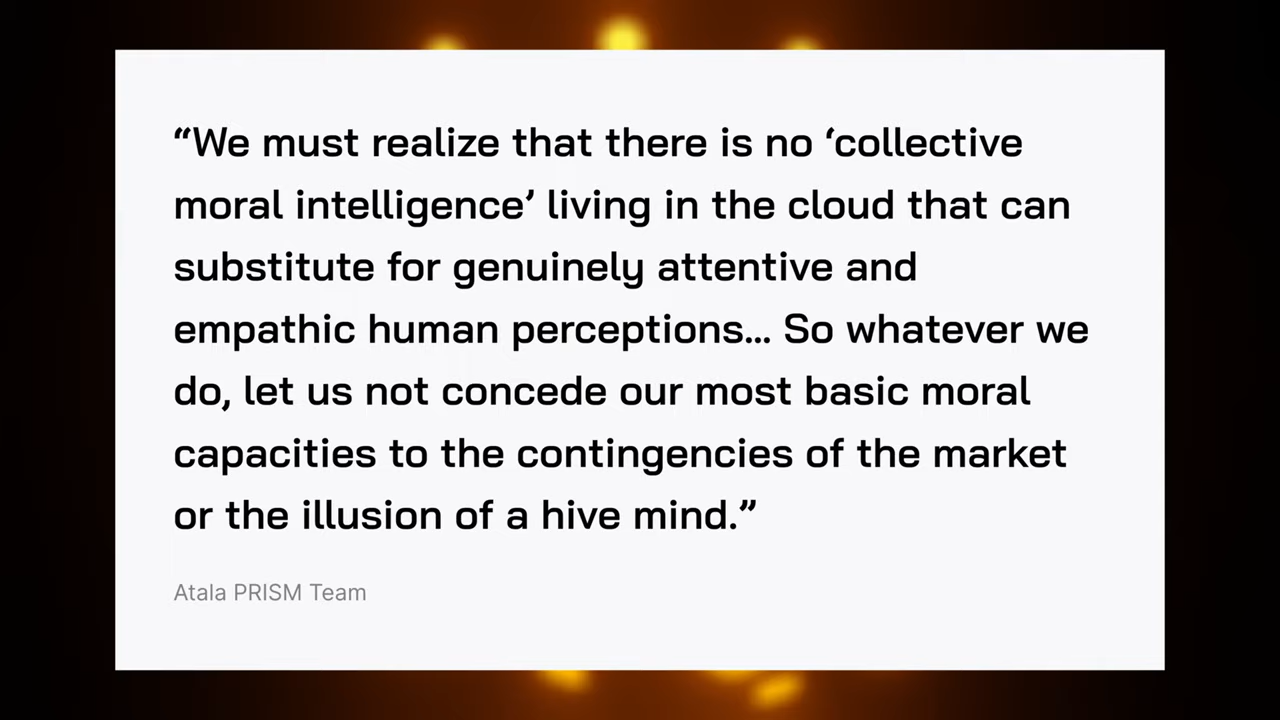 “We must realize that there is no ‘collective
moral intelligence’ living in the cloud that can
substitute for genuinely attentive and
empathic human perceptions... So whatever we
do, let us not concede our most basic moral
capacities to the contingencies of the market
or the illusion of a hive mind.”
Atala PRISM Team